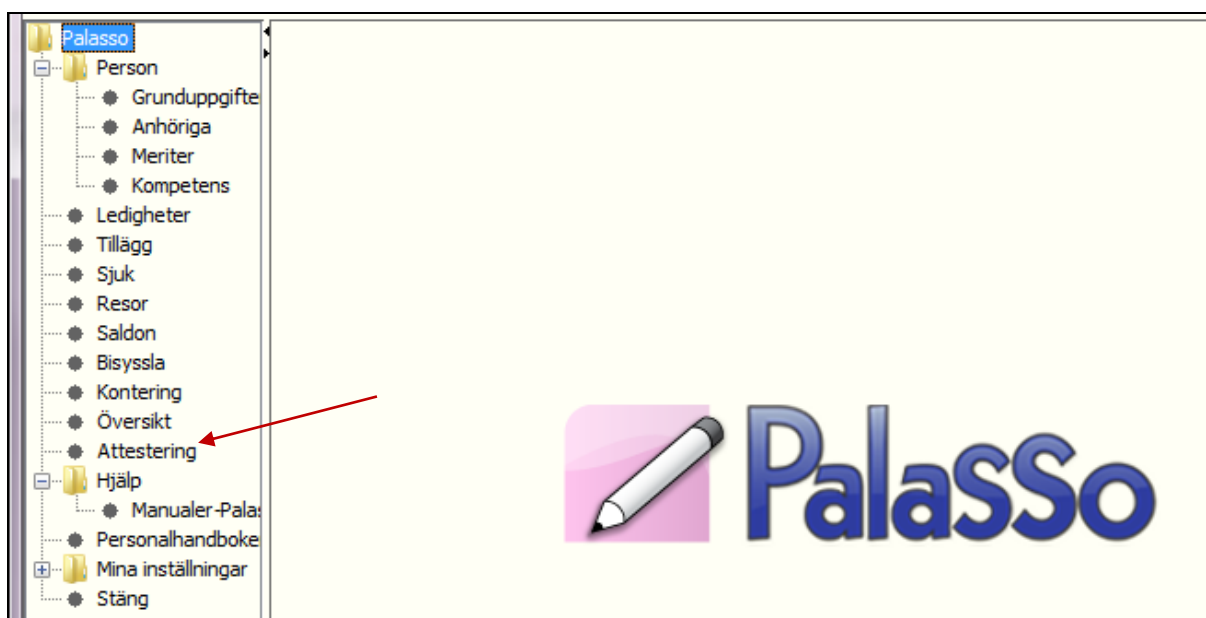 Palasso
Person
Grunduppgifte
Anhöriga
Meriter
Kompetens
Ledigheter
Tillägg
Sjuk
Resor
Saldon
Bisyssla
Kontering
Översikt
Attestering
Hjälp
Manualer-Palas
Personalhandboke
Mina inställningar
Stäng
PalaSSo